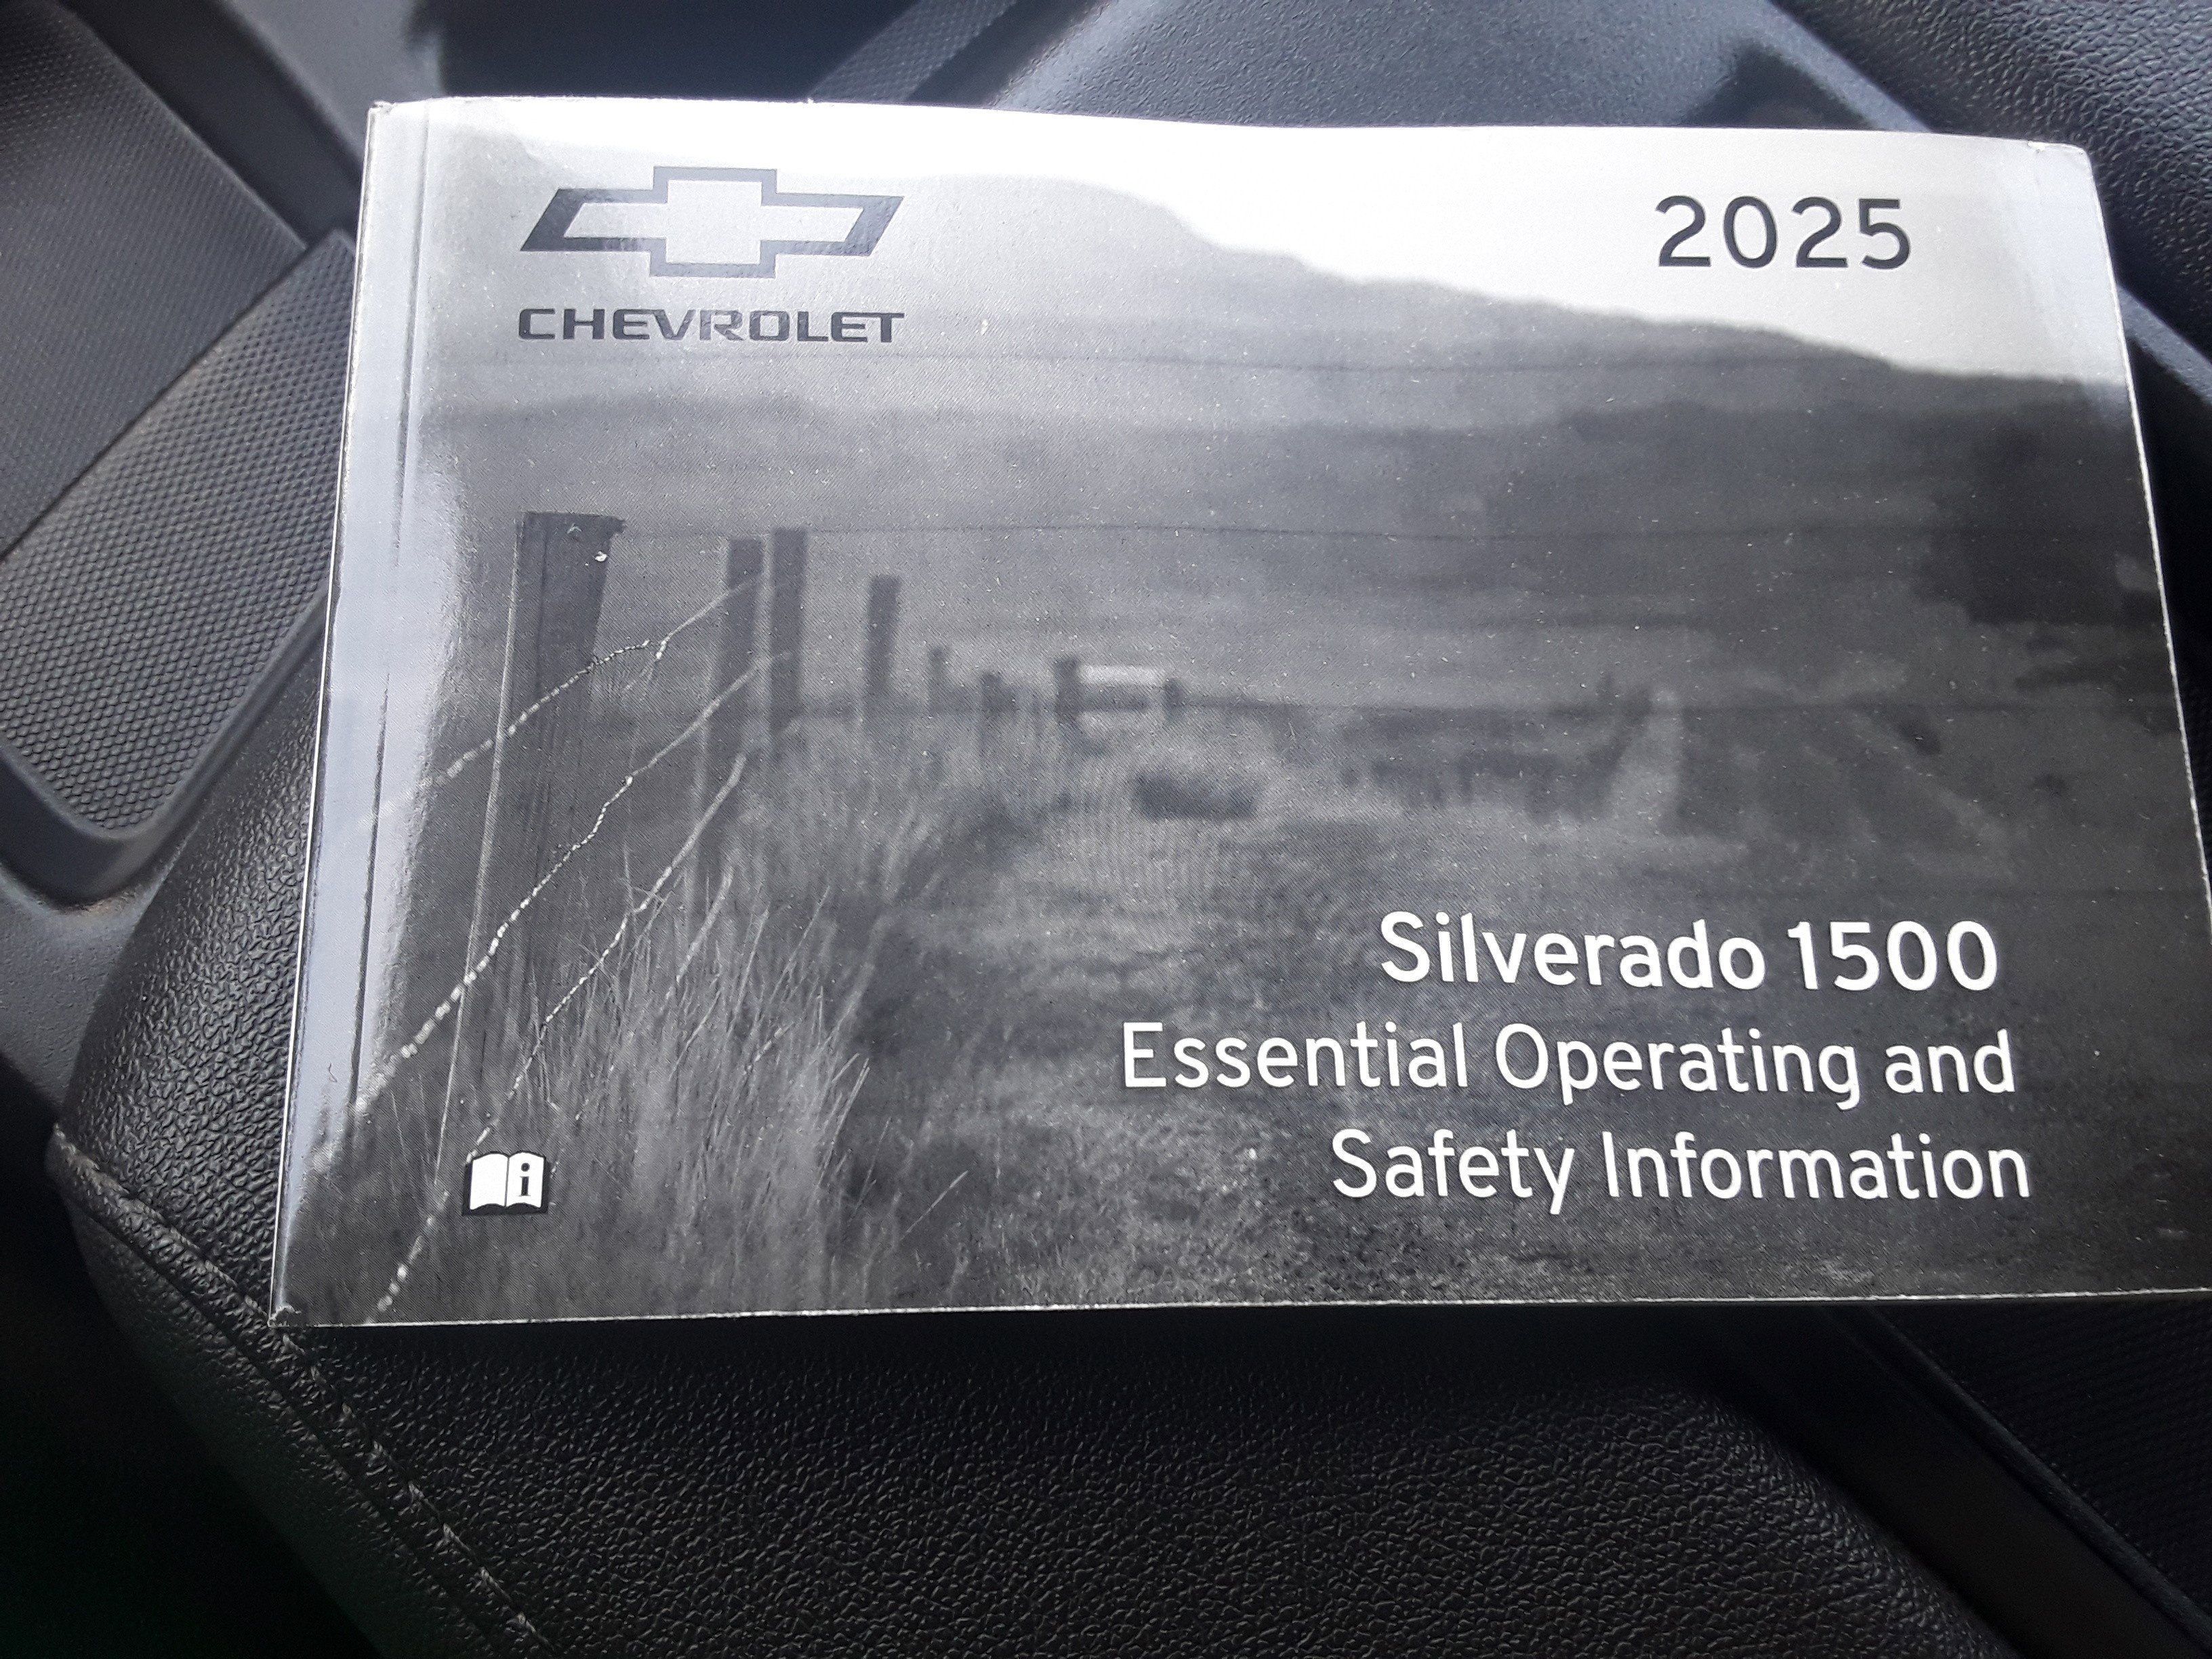 CHEVROLET
2025
Silverado 1500
Essential Operating and
Safety Information
i